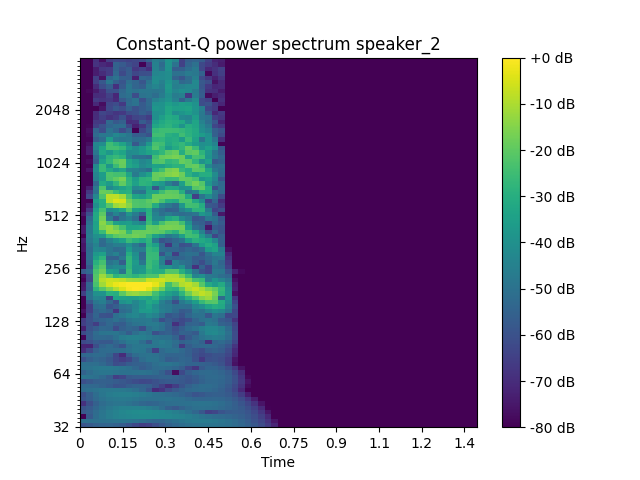 Constant-Q power spectrum speaker_2
Hz
2048
1024
512
256
128
64
32
0 0.15 0.3 0.45 0.6 0.75 0.9 1.1 1.2 1.4
Time
+0 dB
-10 dB
-20 dB
-30 dB
-40 dB
-50 dB
-60 dB
-70 dB
-80 dB